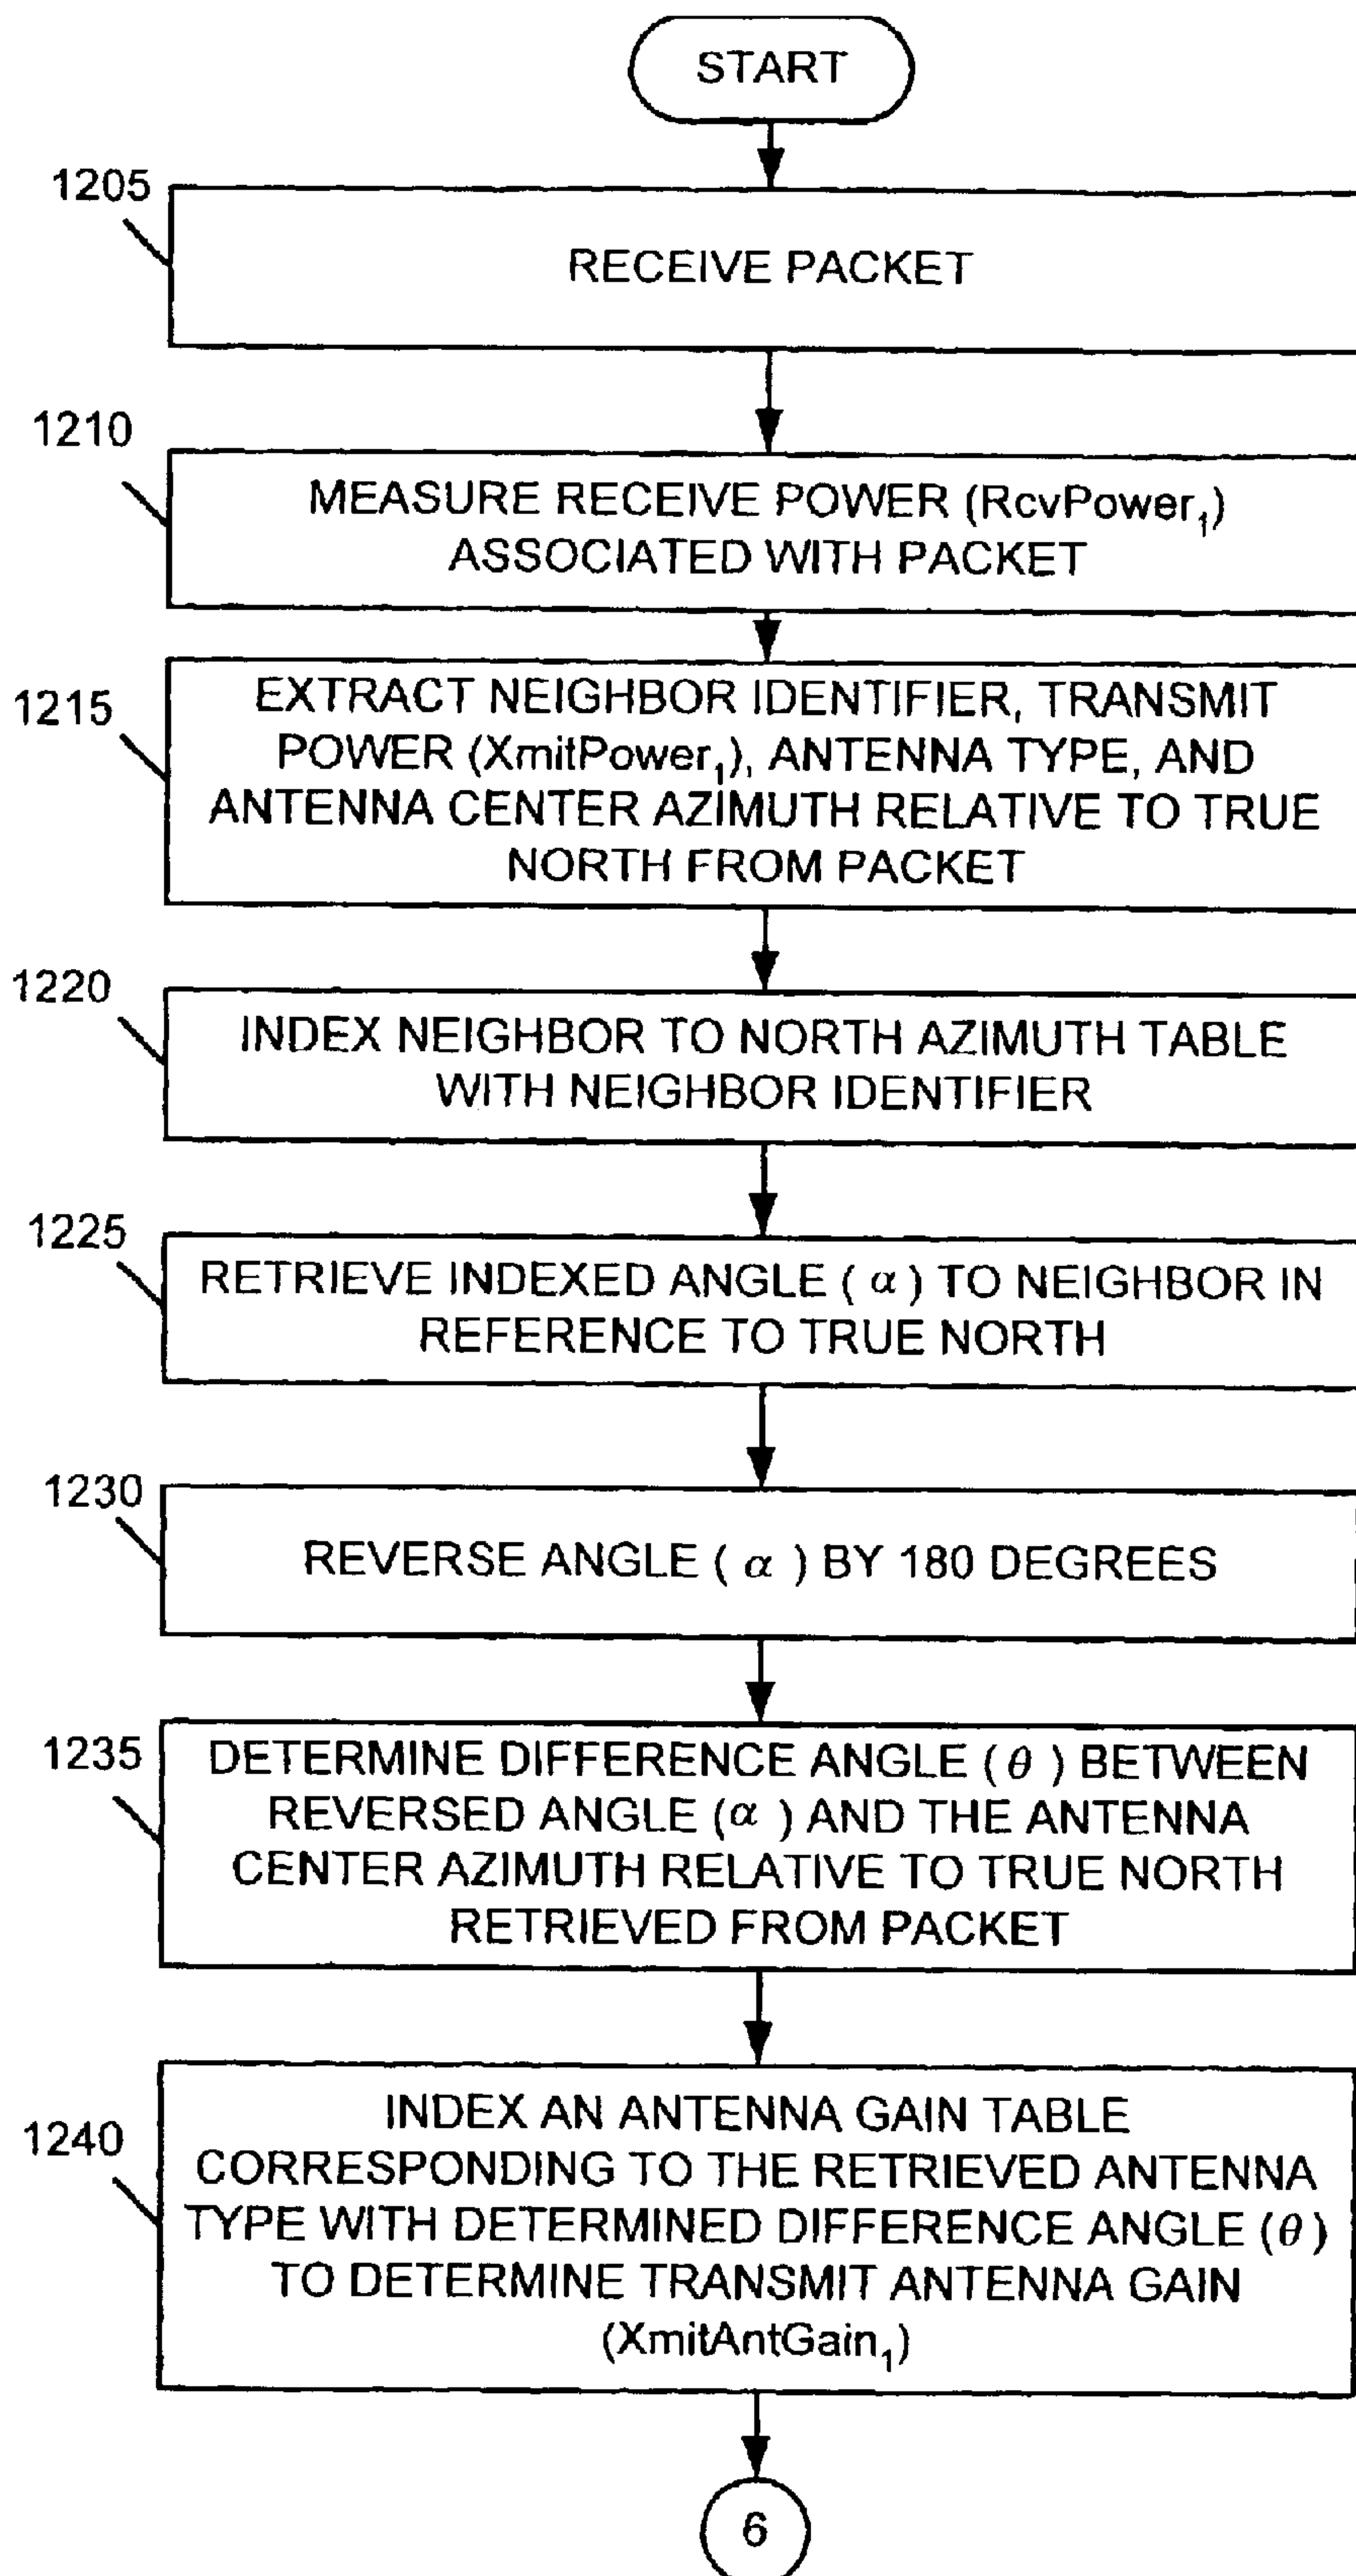 START
1205
RECEIVE PACKET
1210
MEASURE RECEIVE POWER (RcvPower₁)
ASSOCIATED WITH PACKET
1215
EXTRACT NEIGHBOR IDENTIFIER, TRANSMIT
POWER (XmitPower₁), ANTENNA TYPE, AND
ANTENNA CENTER AZIMUTH RELATIVE TO TRUE
NORTH FROM PACKET
1220
INDEX NEIGHBOR TO NORTH AZIMUTH TABLE
WITH NEIGHBOR IDENTIFIER
1225
RETRIEVE INDEXED ANGLE ( α ) TO NEIGHBOR IN
REFERENCE TO TRUE NORTH
1230
REVERSE ANGLE ( α ) BY 180 DEGREES
1235
DETERMINE DIFFERENCE ANGLE ( θ ) BETWEEN
REVERSED ANGLE (α ) AND THE ANTENNA
CENTER AZIMUTH RELATIVE TO TRUE NORTH
RETRIEVED FROM PACKET
1240
INDEX AN ANTENNA GAIN TABLE
CORRESPONDING TO THE RETRIEVED ANTENNA
TYPE WITH DETERMINED DIFFERENCE ANGLE (θ )
TO DETERMINE TRANSMIT ANTENNA GAIN
(XmitAntGain₁)
6